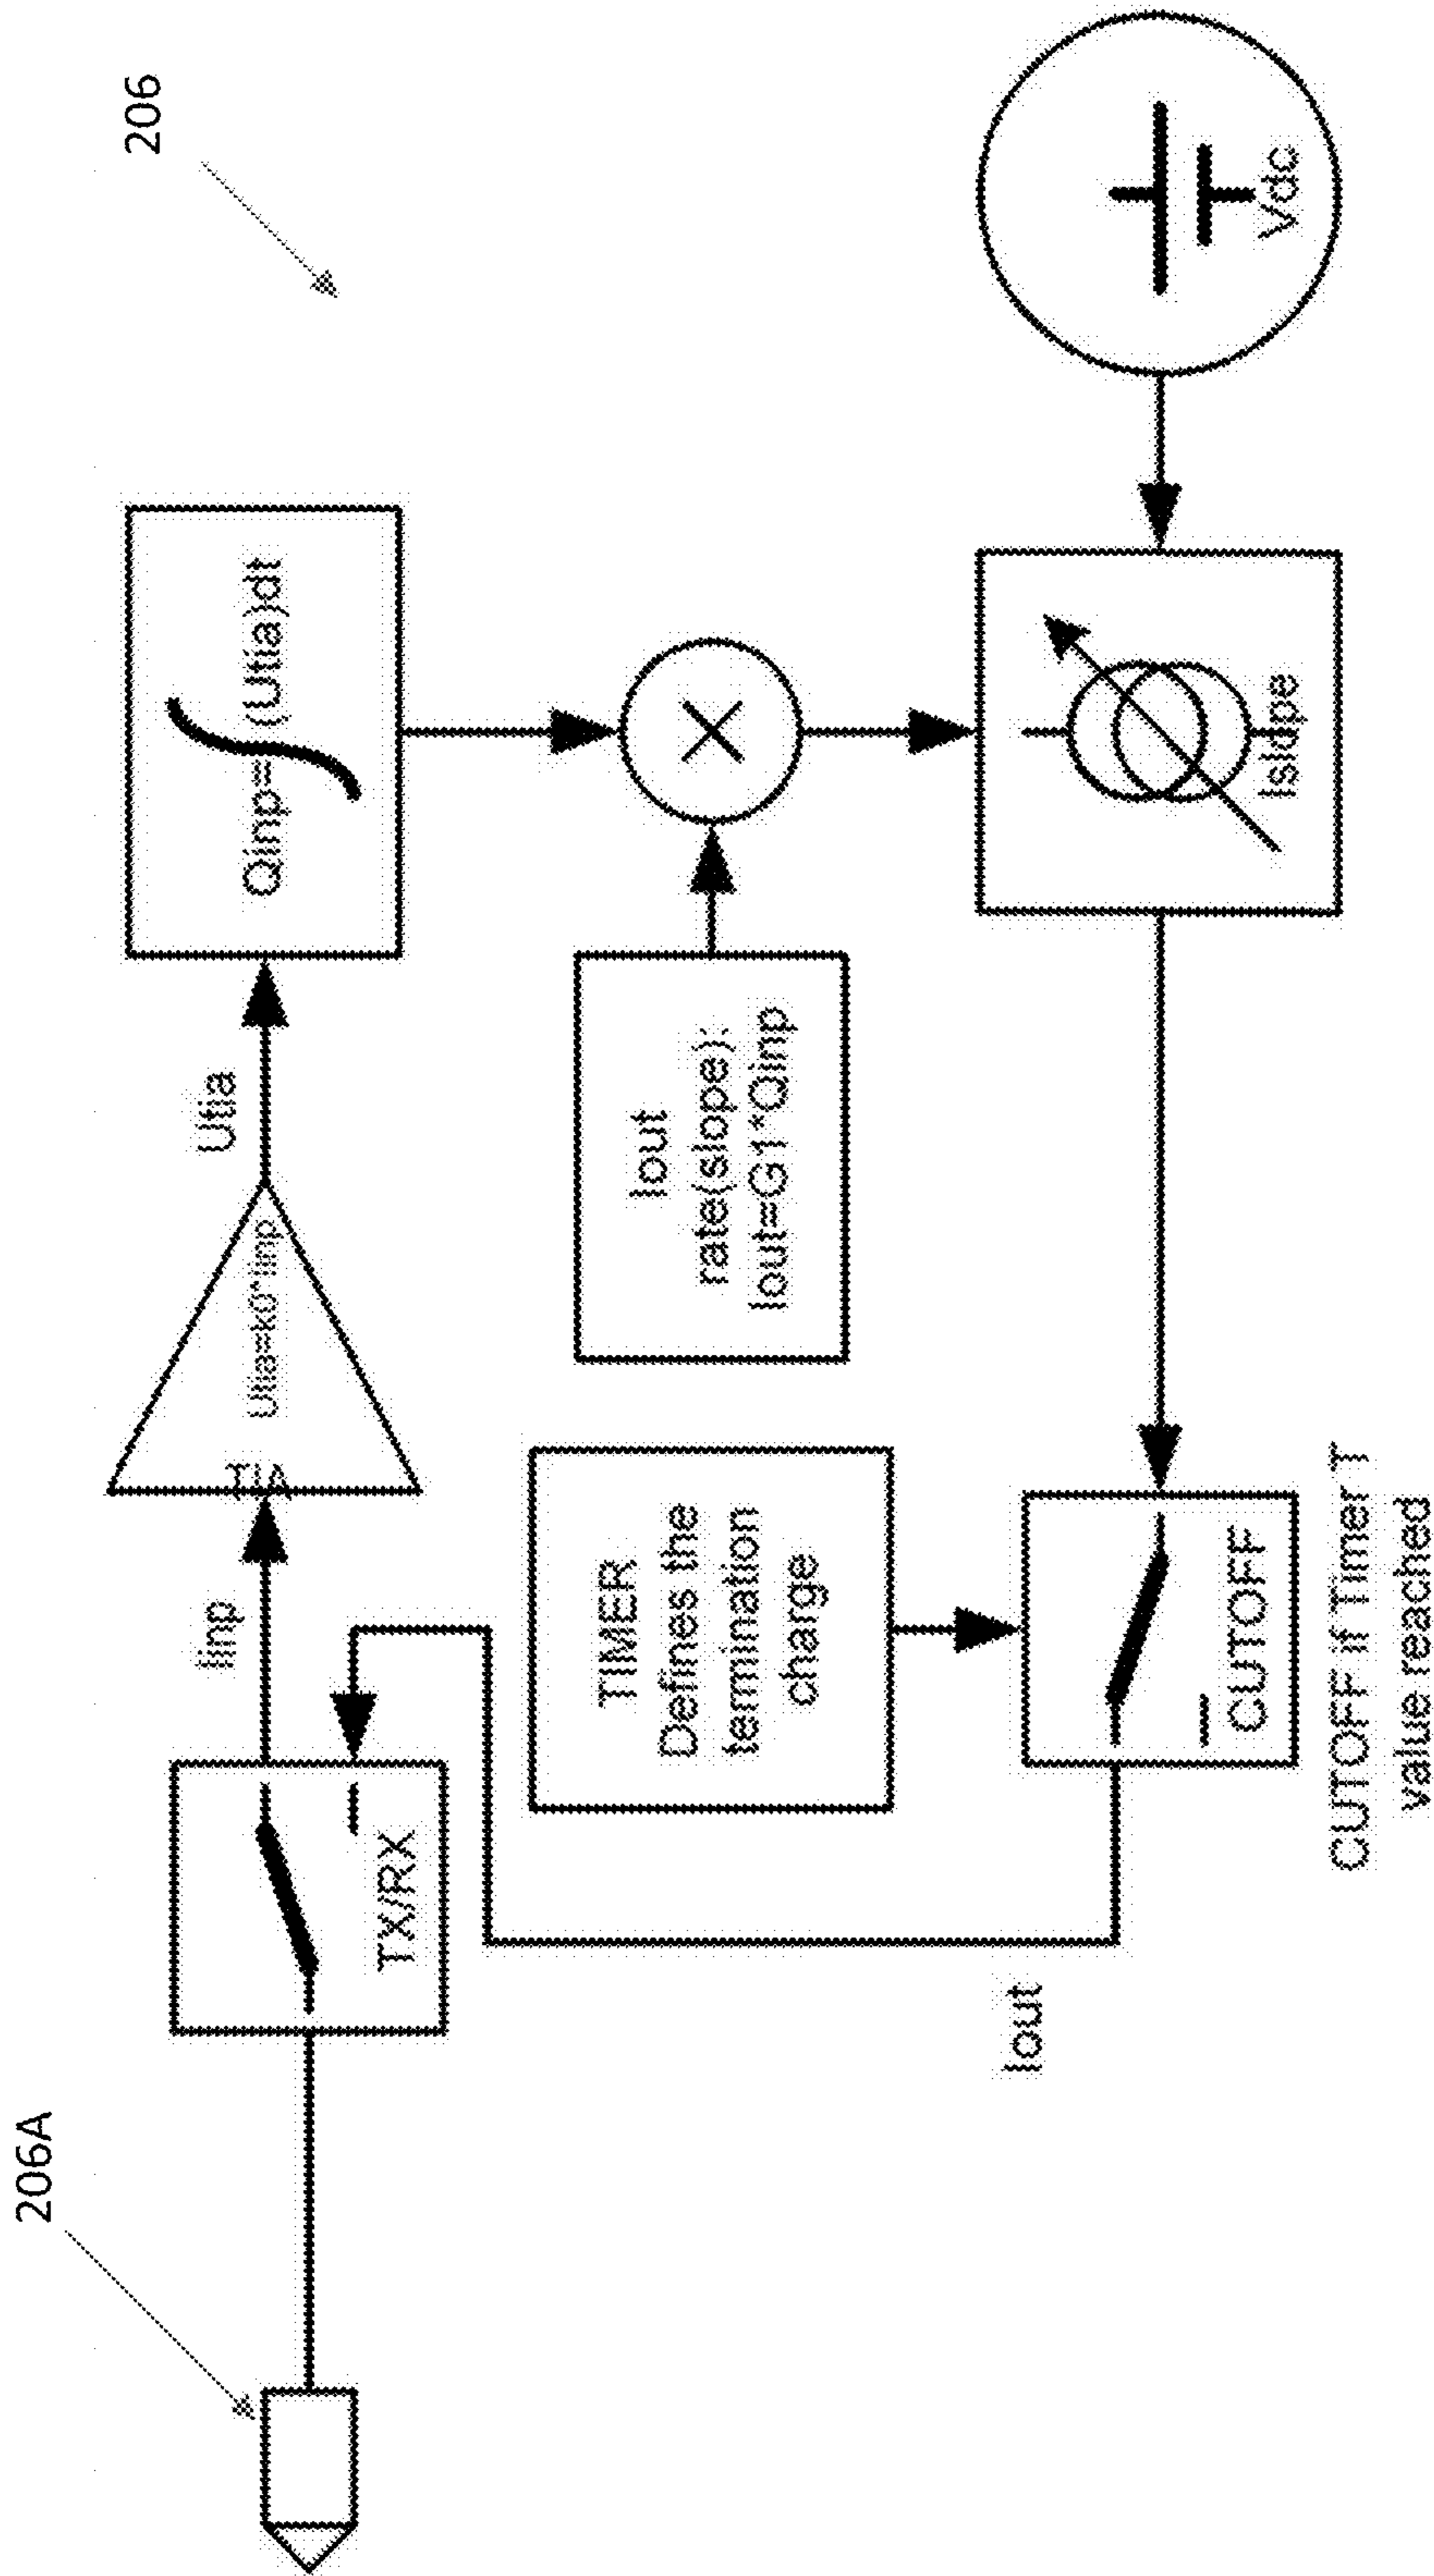 206
206A
TX/RX
Iinp
TIA
Utia=k0*Iinp
Utia
Qinp=(Utia)dt
TIMER
Defines the
termination
charge
Iout
rate(slope):
Iout=G1*Qinp
Iout
CUTOFF
CUTOFF if Timer T
value reached
Islope
Vdc